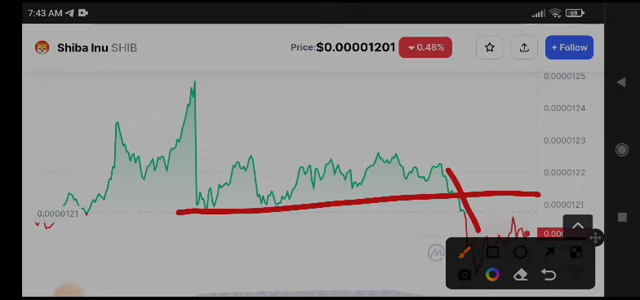 7:43 AM
69
Shiba Inu SHIB
Price:$0.00001201 0.48%
+ Follow
0.0000125
0.0000124
0.0000123
0.0000122
0.0000121
0.0000121